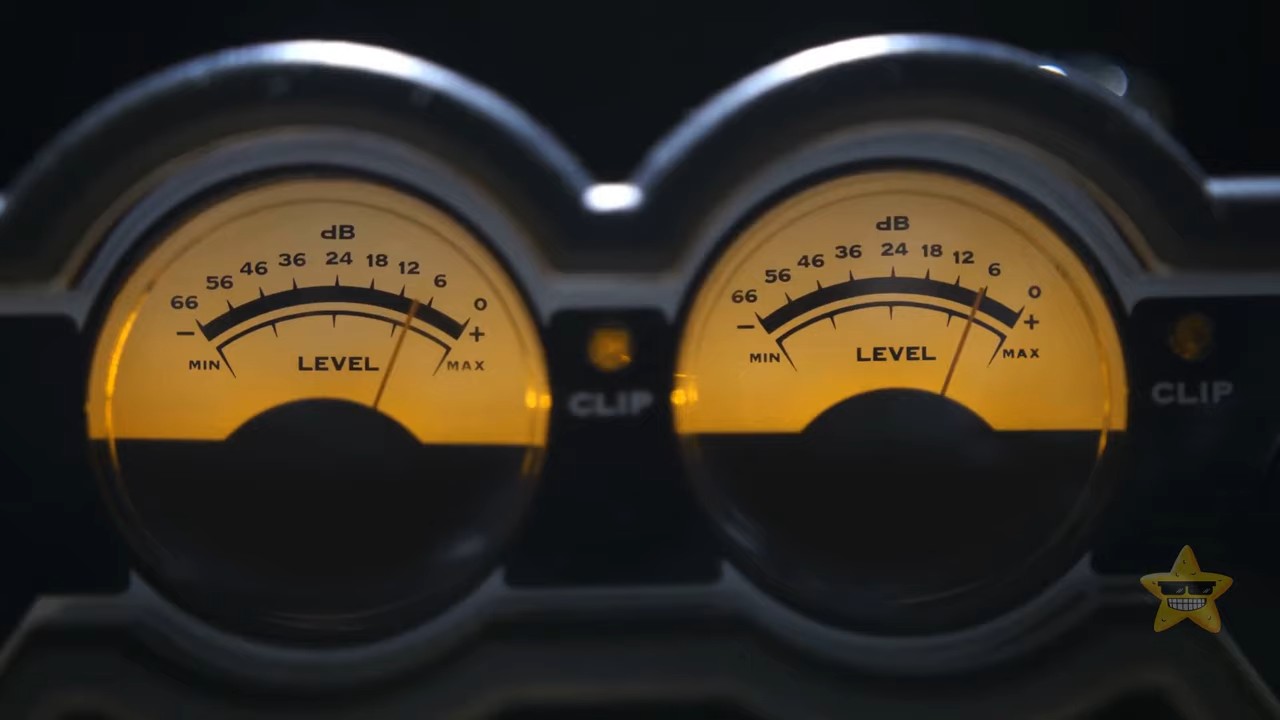 dB
66 56 46 36 24 18 12 6 0
− +
MIN LEVEL MAX
CLIP
dB
66 56 46 36 24 18 12 6 0
− +
MIN LEVEL MAX
CLIP